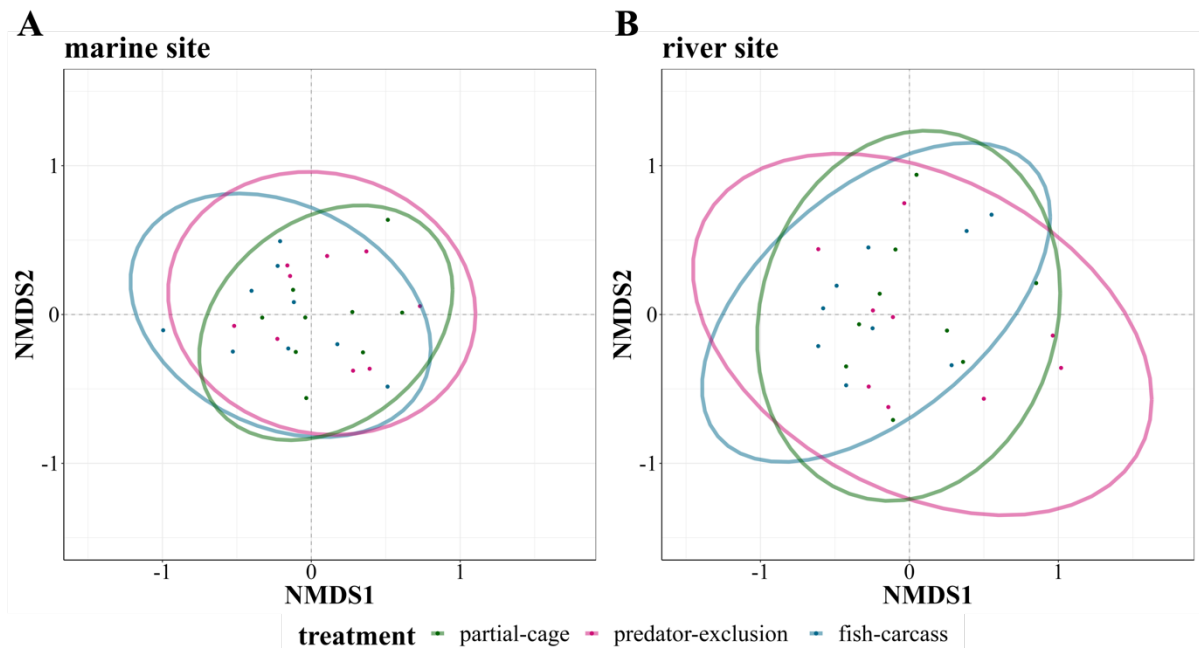 A
marine site
1
0
-1
-1
0
1
NMDS2
NMDS1
B
river site
1
0
-1
-1
0
1
NMDS2
NMDS1
treatment partial-cage predator-exclusion fish-carcass